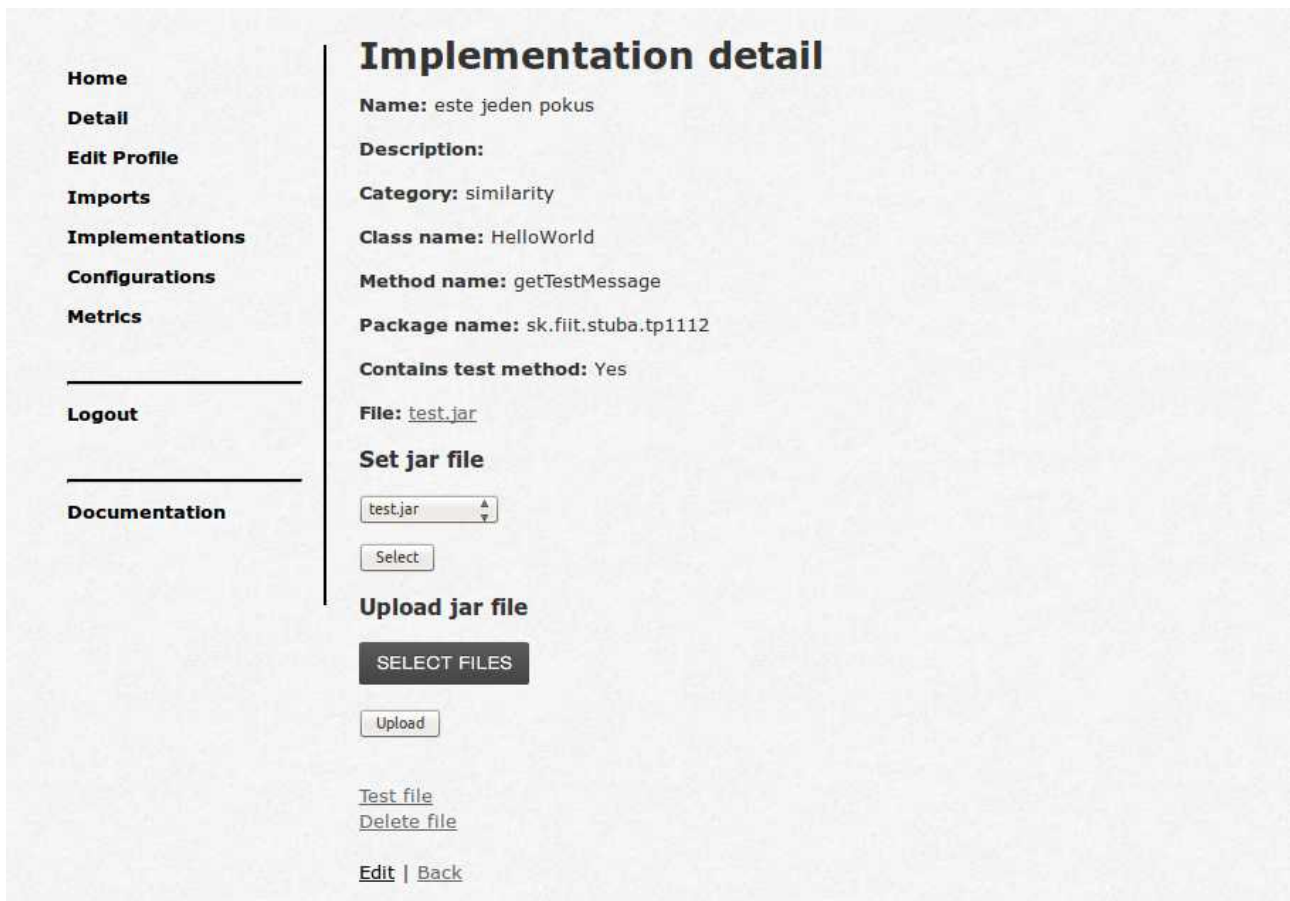 Home
Detail
Edit Profile
Imports
Implementations
Configurations
Metrics
Logout
Documentation
Implementation detail
Name: este jeden pokus
Description:
Category: similarity
Class name: HelloWorld
Method name: getTestMessage
Package name: sk.fiit.stuba.tp1112
Contains test method: Yes
File: test.jar
Set jar file
test.jar
Select
Upload jar file
SELECT FILES
Upload
Test file
Delete file
Edit | Back